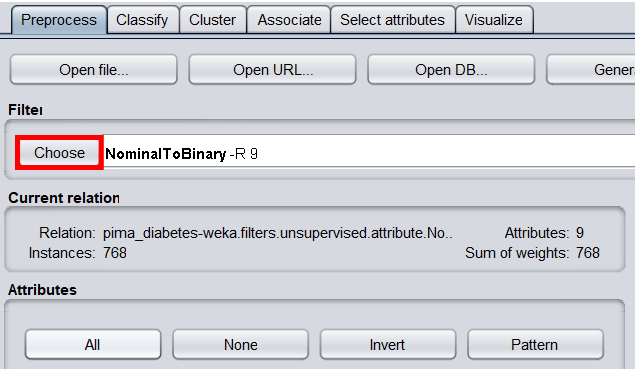 Preprocess Classify Cluster Associate Select attributes Visualize
Open file... Open URL... Open DB... Gener
Filter
Choose NominalToBinary -R 9
Current relation
Relation: pima_diabetes-weka.filters.unsupervised.attribute.No.. Attributes: 9
Instances: 768 Sum of weights: 768
Attributes
All None Invert Pattern